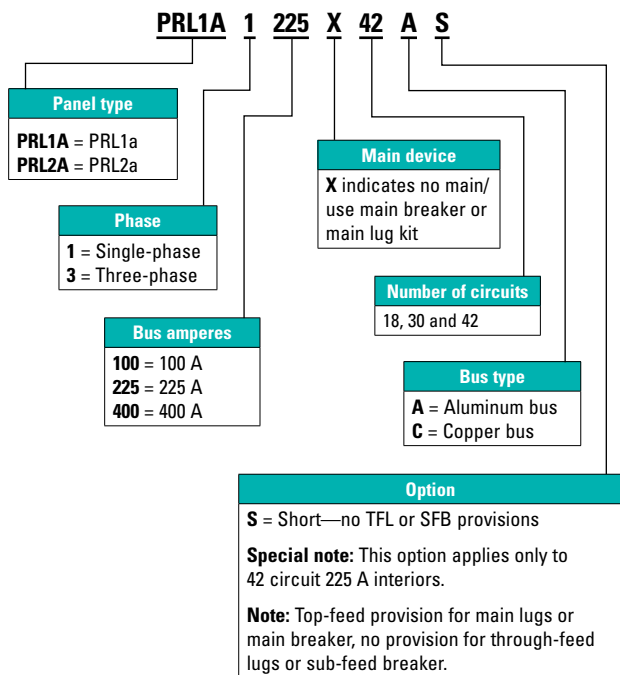 PRL1A 1 225 X 42 A S
Panel type
PRL1A = PRL1a
PRL2A = PRL2a
Phase
1 = Single-phase
3 = Three-phase
Bus amperes
100 = 100 A
225 = 225 A
400 = 400 A
Main device
X indicates no main/
use main breaker or
main lug kit
Number of circuits
18, 30 and 42
Bus type
A = Aluminum bus
C = Copper bus
Option
S = Short—no TFL or SFB provisions
Special note: This option applies only to
42 circuit 225 A interiors.
Note: Top-feed provision for main lugs or
main breaker, no provision for through-feed
lugs or sub-feed breaker.